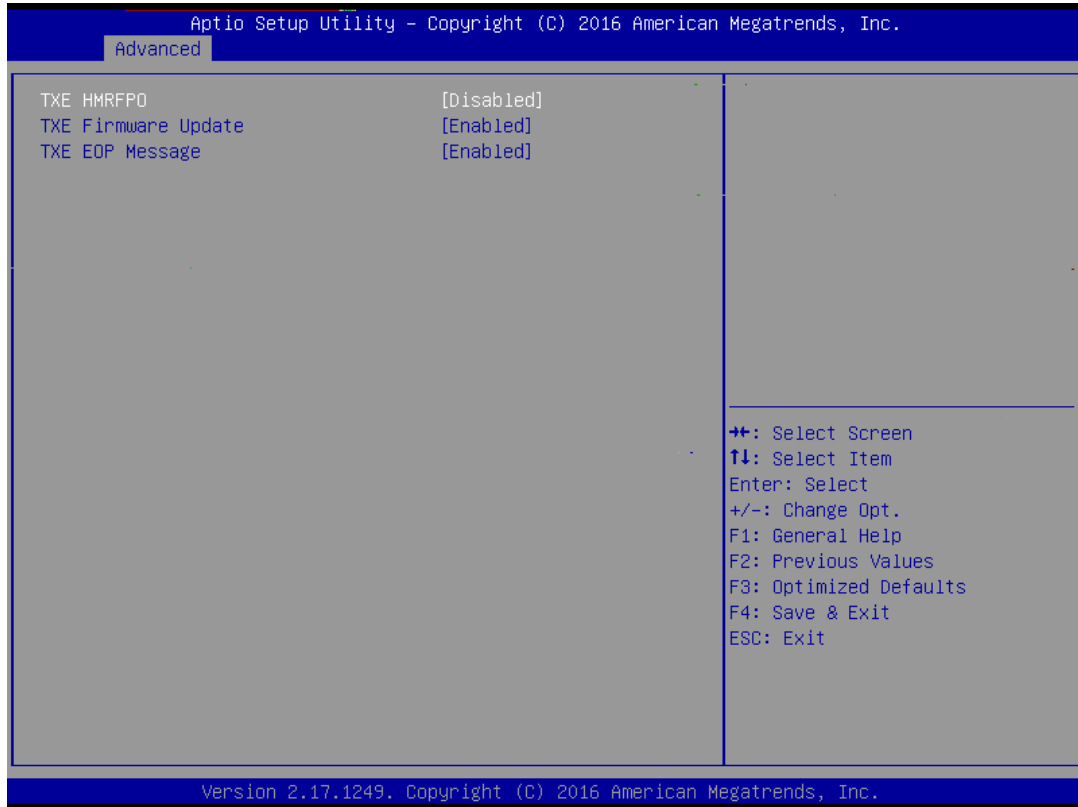 Aptio Setup Utility – Copyright (C) 2016 American Megatrends, Inc.
Advanced
TXE HMRFPO [Disabled]
TXE Firmware Update [Enabled]
TXE EOP Message [Enabled]
→←: Select Screen
↑↓: Select Item
Enter: Select
+/-: Change Opt.
F1: General Help
F2: Previous Values
F3: Optimized Defaults
F4: Save & Exit
ESC: Exit
Version 2.17.1249. Copyright (C) 2016 American Megatrends, Inc.